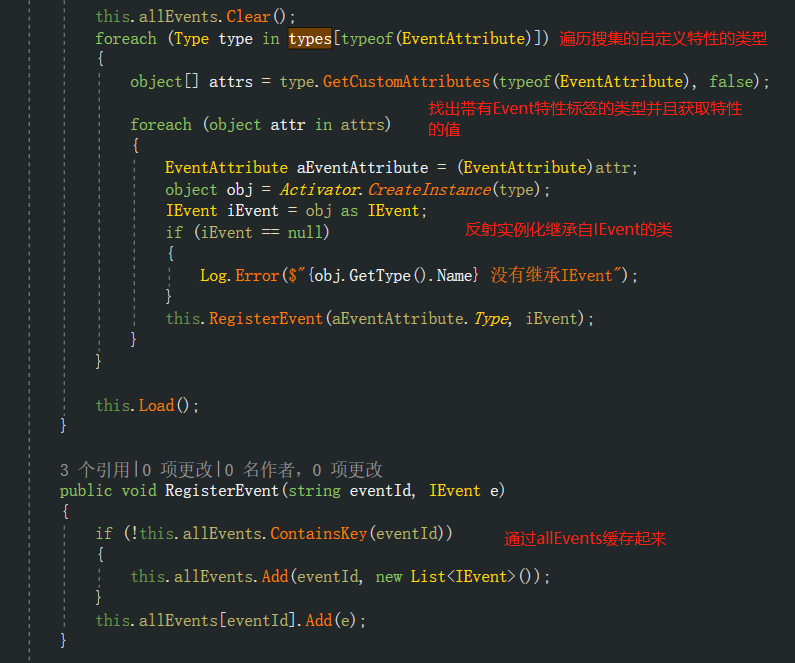 this.allEvents.Clear();
foreach (Type type in types[typeof(EventAttribute)]) 遍历搜集的自定义特性的类型
{
object[] attrs = type.GetCustomAttributes(typeof(EventAttribute), false);
找出带有Event特性标签的类型并且获取特性
的值
foreach (object attr in attrs)
{
EventAttribute aEventAttribute = (EventAttribute)attr;
object obj = Activator.CreateInstance(type);
IEvent iEvent = obj as IEvent;
if (iEvent == null) 反射实例化继承自IEvent的类
{
Log.Error($"{obj.GetType().Name} 没有继承IEvent");
}
this.RegisterEvent(aEventAttribute.Type, iEvent);
}
}
this.Load();
}
3 个引用|0 项更改|0 名作者, 0 项更改
public void RegisterEvent(string eventId, IEvent e)
{
if (!this.allEvents.ContainsKey(eventId)) 通过allEvents缓存起来
{
this.allEvents.Add(eventId, new List<IEvent>());
}
this.allEvents[eventId].Add(e);
}